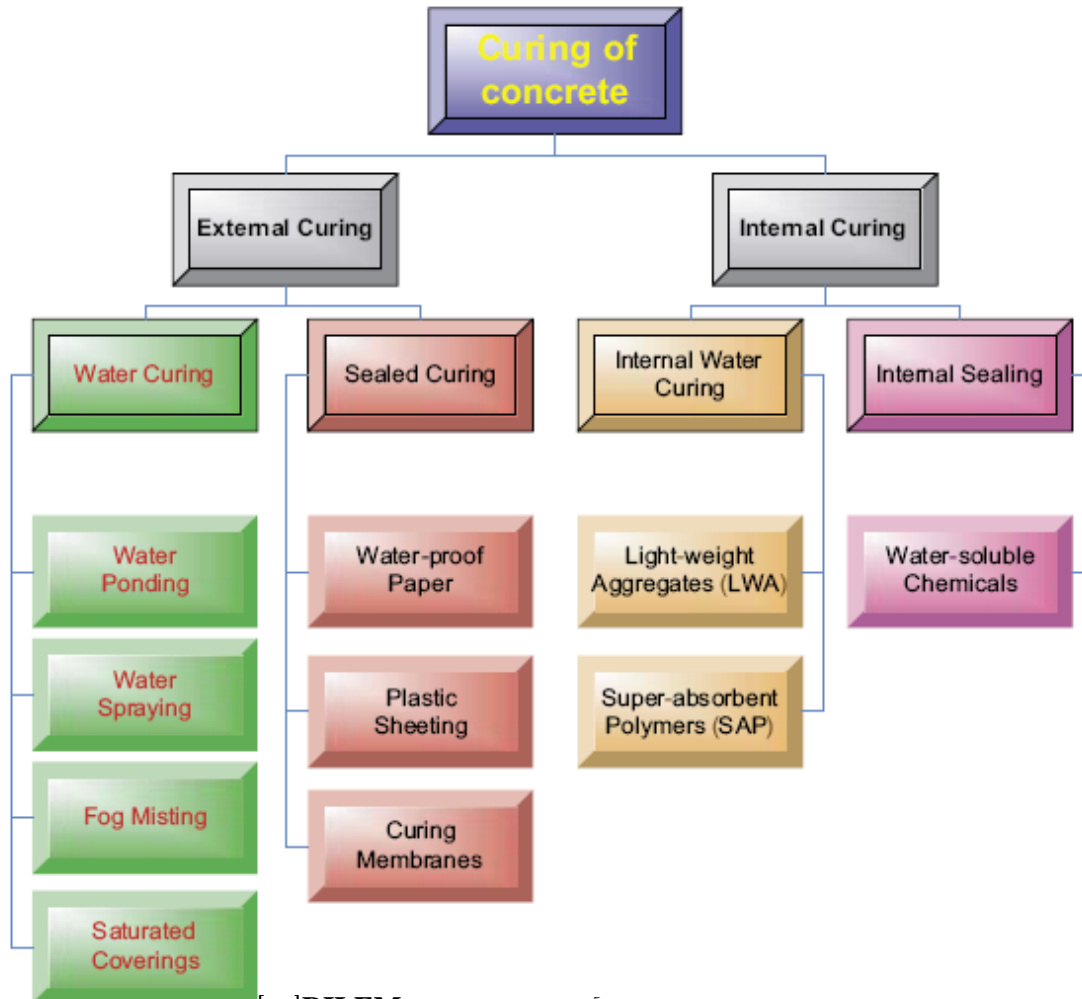 Curing of
concrete
External Curing
Internal Curing
Water Curing
Sealed Curing
Internal Water
Curing
Internal Sealing
Water
Ponding
Water-proof
Paper
Light-weight
Aggregates (LWA)
Water-soluble
Chemicals
Water
Spraying
Plastic
Sheeting
Super-absorbent
Polymers (SAP)
Fog Misting
Curing
Membranes
Saturated
Coverings